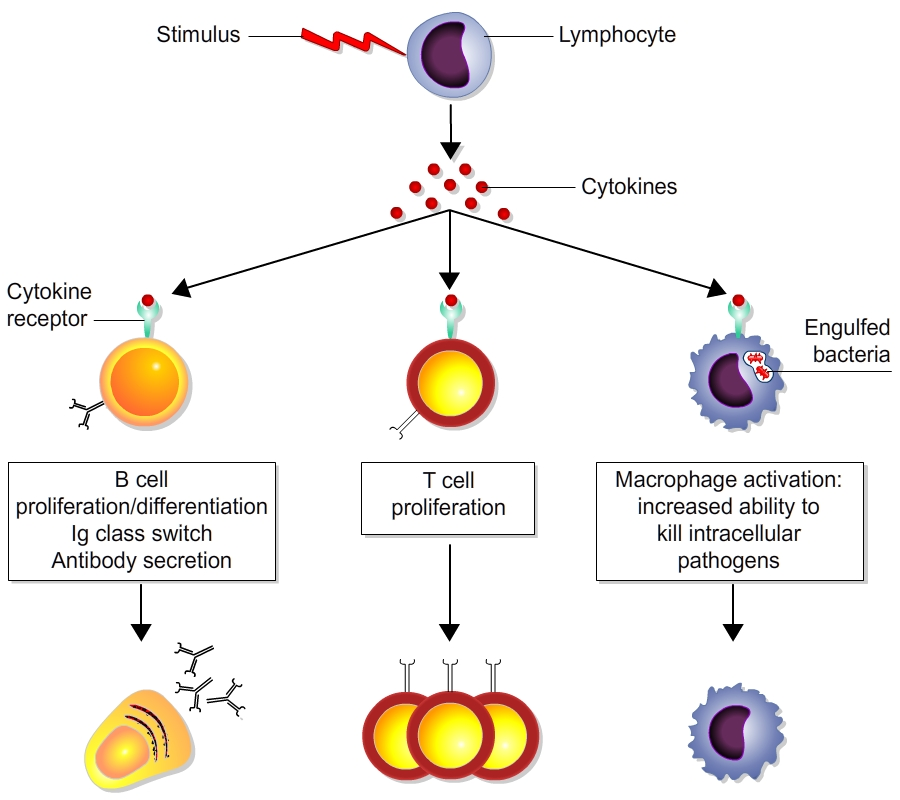 Stimulus
Lymphocyte
Cytokines
Cytokine
receptor
Engulfed
bacteria
B cell
proliferation/differentiation
Ig class switch
Antibody secretion
T cell
proliferation
Macrophage activation:
increased ability to
kill intracellular
pathogens